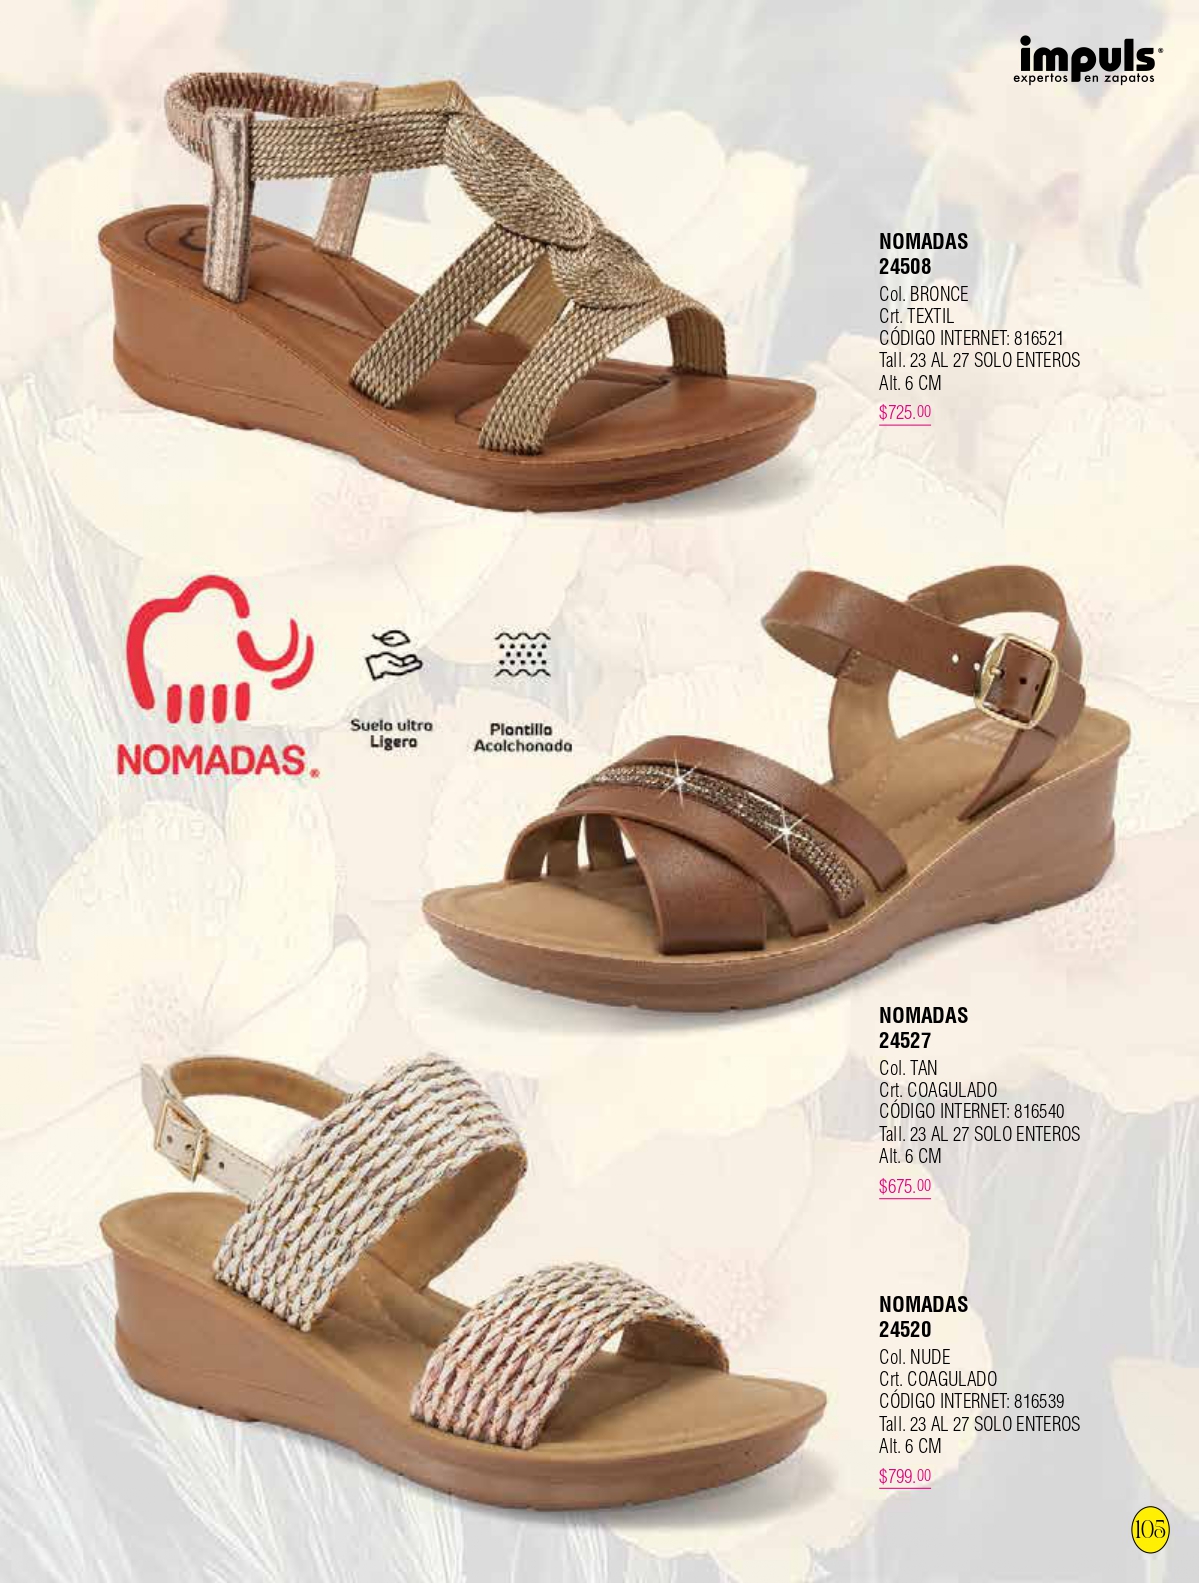 impuls®
expertos en zapatos
NOMADAS
24508
Col. BRONCE
Crt. TEXTIL
CÓDIGO INTERNET: 816521
Tall. 23 AL 27 SOLO ENTEROS
Alt. 6 CM
$725.00
NOMADAS®
Suela ultra
Ligera
Plantilla
Acolchonada
NOMADAS
24527
Col. TAN
Crt. COAGULADO
CÓDIGO INTERNET: 816540
Tall. 23 AL 27 SOLO ENTEROS
Alt. 6 CM
$675.00
NOMADAS
24520
Col. NUDE
Crt. COAGULADO
CÓDIGO INTERNET: 816539
Tall. 23 AL 27 SOLO ENTEROS
Alt. 6 CM
$799.00
105